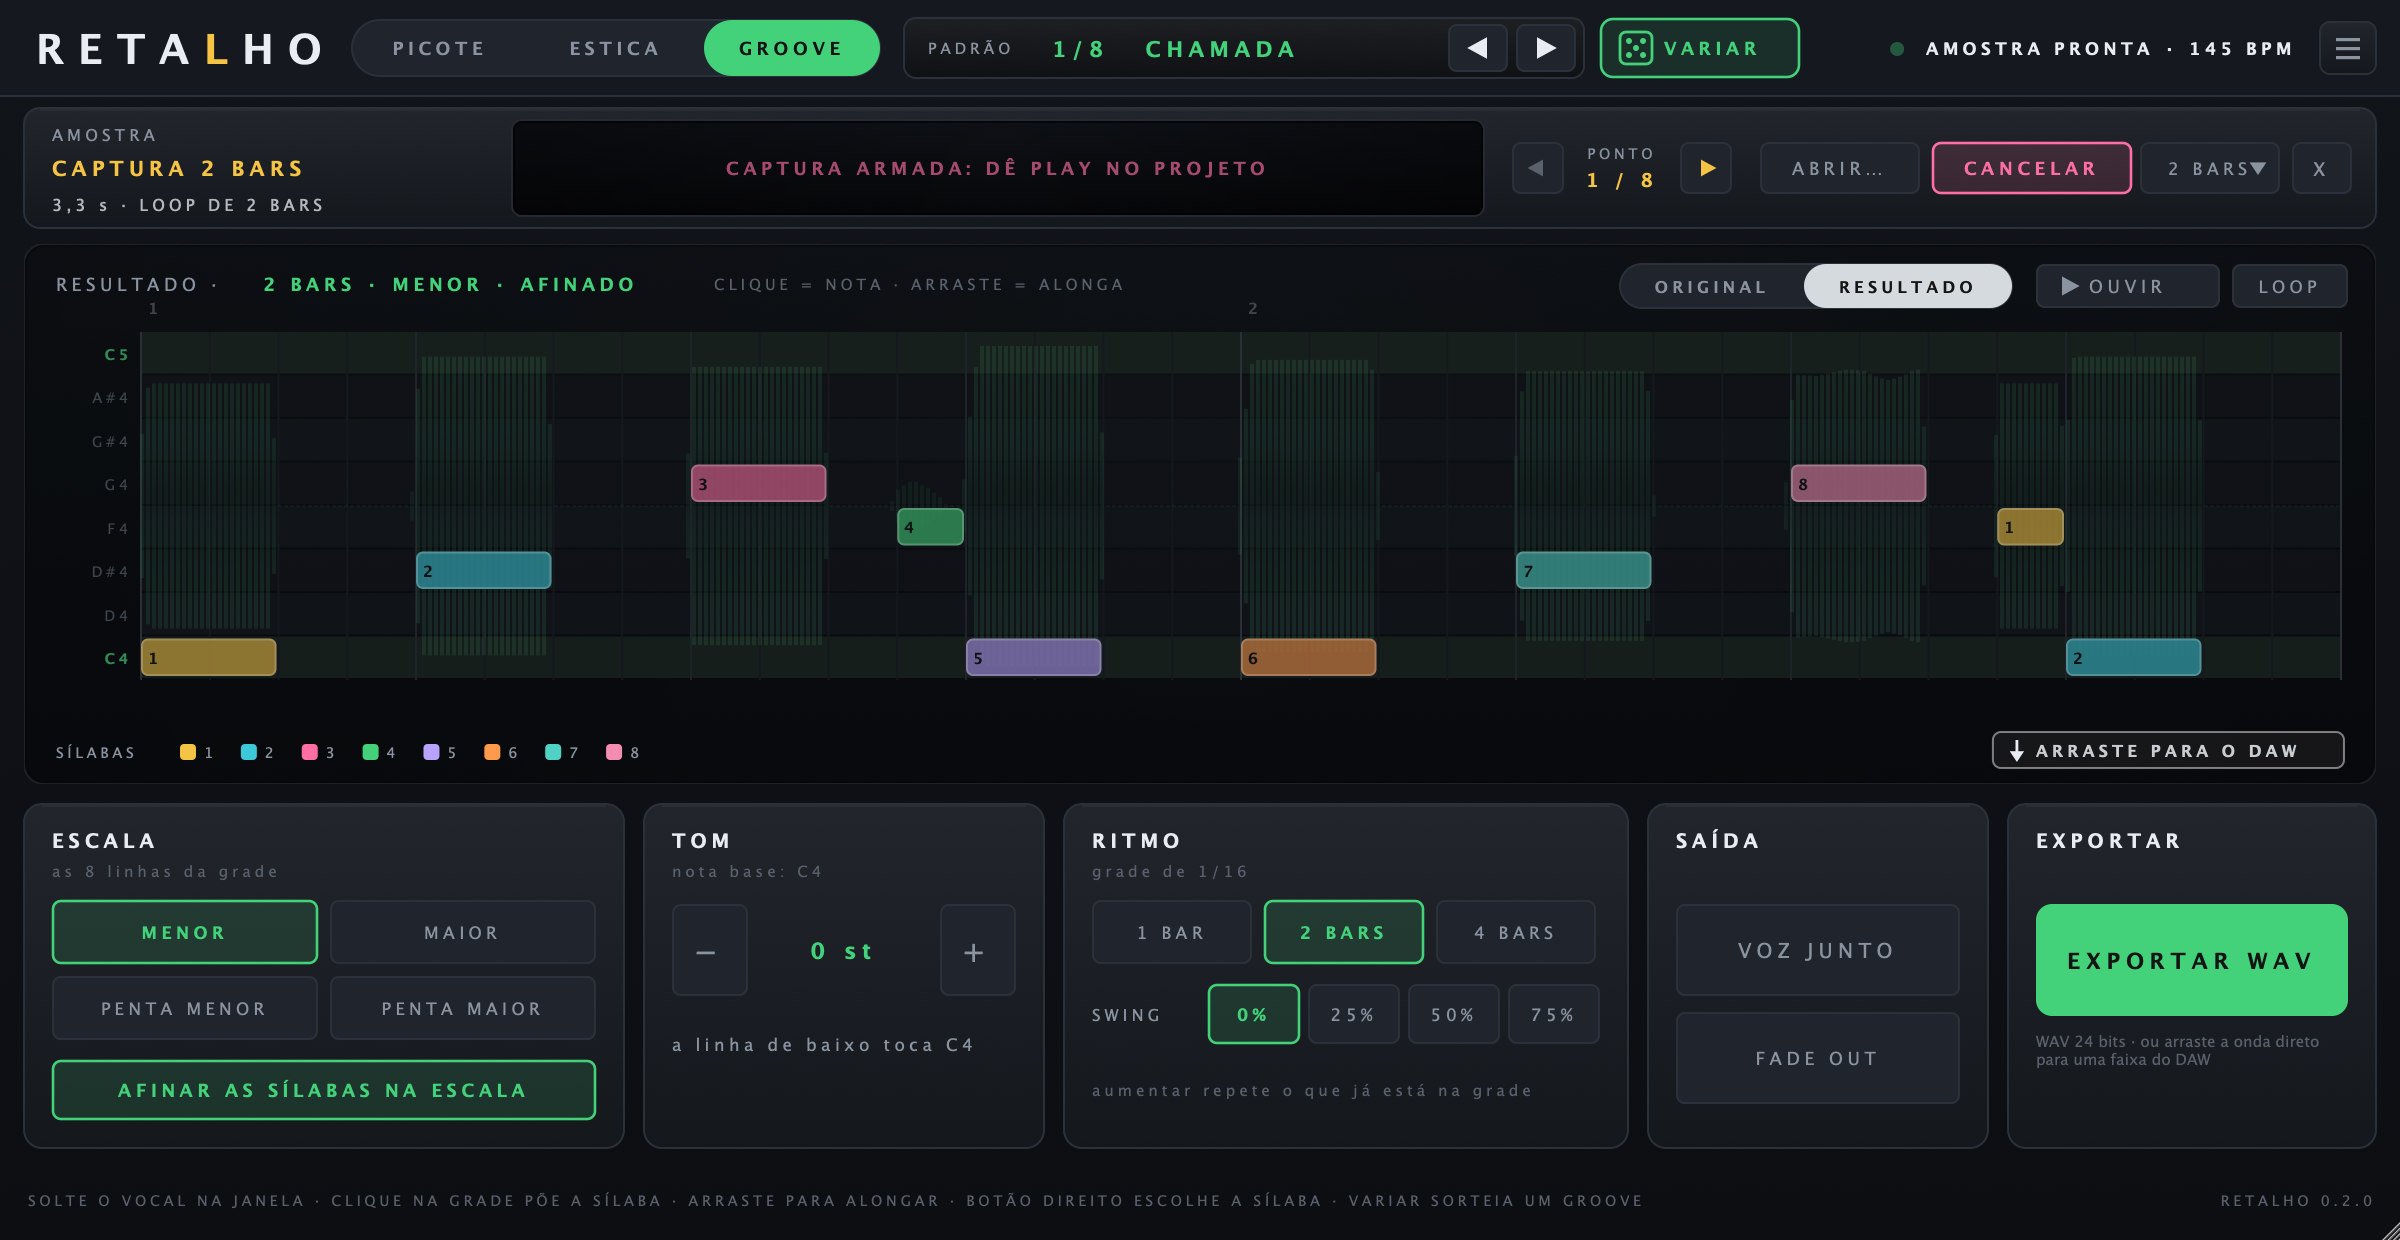 RETALHO
PICOTE
ESTICA
GROOVE
PADRÃO
1/8
CHAMADA
VARIAR
AMOSTRA PRONTA · 145 BPM
AMOSTRA
CAPTURA 2 BARS
3,3 s · LOOP DE 2 BARS
CAPTURA ARMADA: DÊ PLAY NO PROJETO
PONTO
1 / 8
ABRIR...
CANCELAR
2 BARS
X
RESULTADO ·
2 BARS · MENOR · AFINADO
CLIQUE = NOTA · ARRASTE = ALONGA
ORIGINAL
RESULTADO
OUVIR
LOOP
1
2
C5
A#4
G#4
G4
3
8
F4
4
1
D#4
2
7
D4
C4
1
5
6
2
SÍLABAS
1
2
3
4
5
6
7
8
ARRASTE PARA O DAW
ESCALA
as 8 linhas da grade
MENOR
MAIOR
PENTA MENOR
PENTA MAIOR
AFINAR AS SÍLABAS NA ESCALA
TOM
nota base: C4
−
0 st
+
a linha de baixo toca C4
RITMO
grade de 1/16
1 BAR
2 BARS
4 BARS
SWING
0%
25%
50%
75%
aumentar repete o que já está na grade
SAÍDA
VOZ JUNTO
FADE OUT
EXPORTAR
EXPORTAR WAV
WAV 24 bits · ou arraste a onda direto
para uma faixa do DAW
SOLTE O VOCAL NA JANELA · CLIQUE NA GRADE PÕE A SÍLABA · ARRASTE PARA ALONGAR · BOTÃO DIREITO ESCOLHE A SÍLABA · VARIAR SORTEIA UM GROOVE
RETALHO 0.2.0